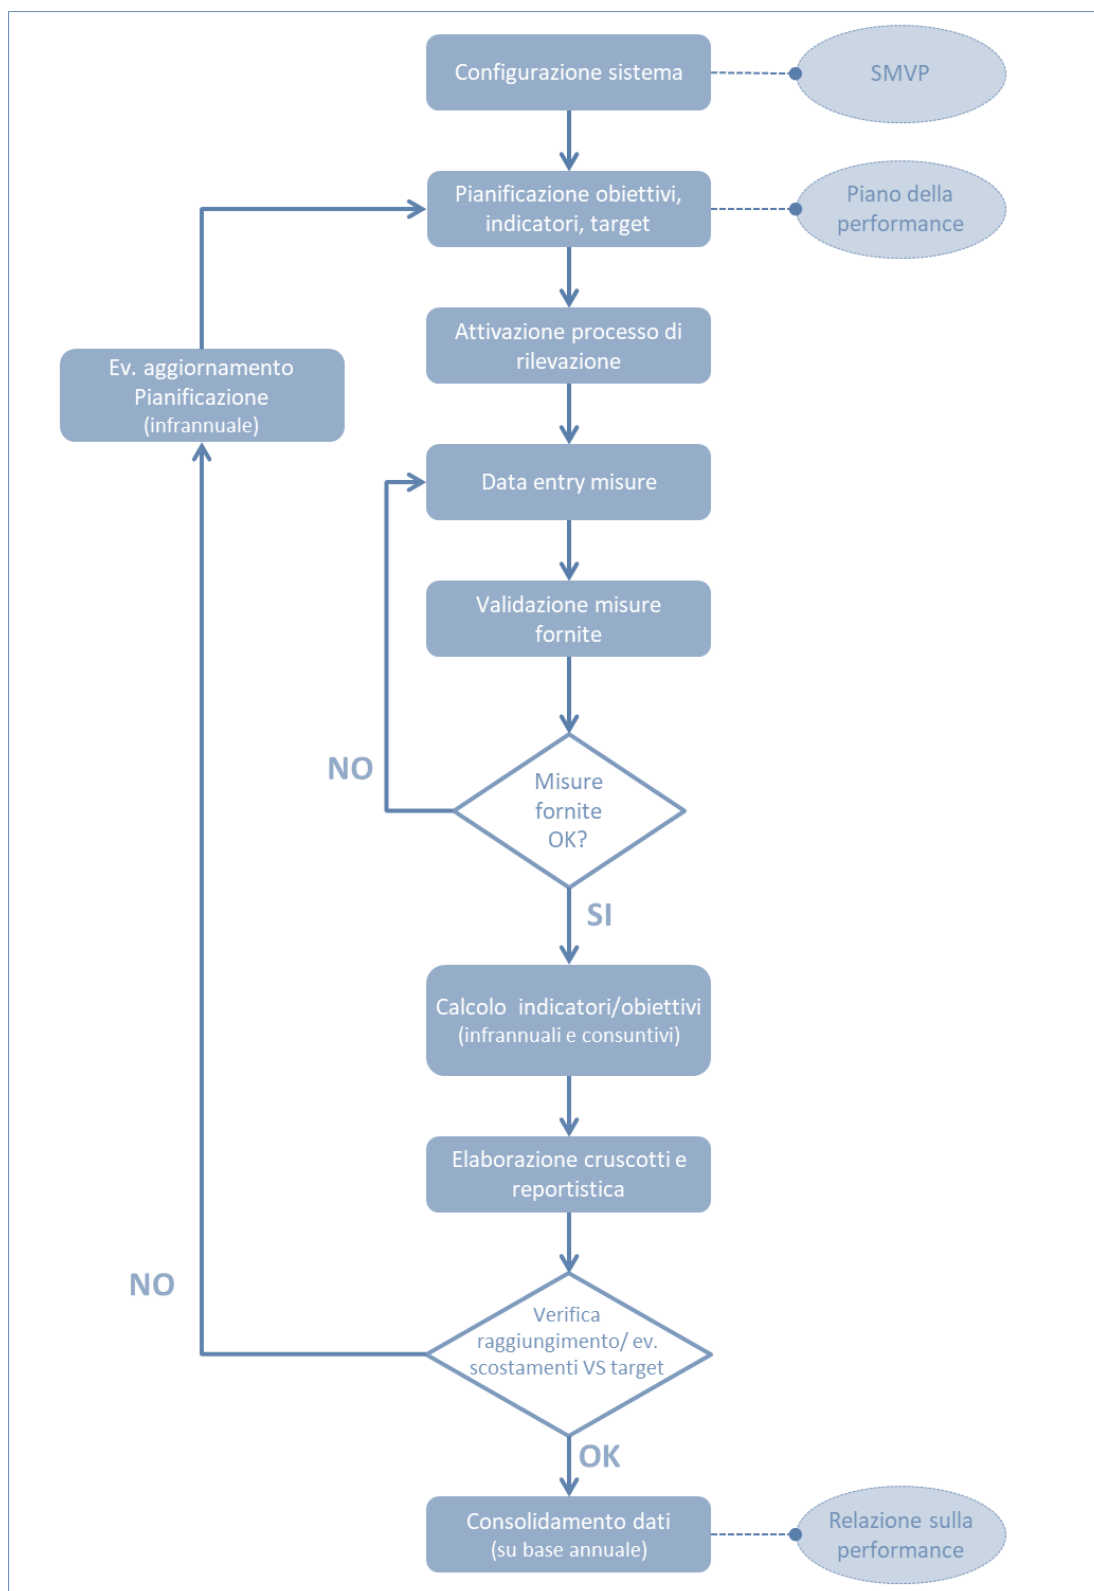 Configurazione sistema
SMVP
Pianificazione obiettivi,
indicatori, target
Piano della
performance
Attivazione processo di
rilevazione
Ev. aggiornamento
Pianificazione
(infrannuale)
Data entry misure
Validazione misure
fornite
NO
Misure
fornite
OK?
SI
Calcolo indicatori/obiettivi
(infrannuali e consuntivi)
Elaborazione cruscotti e
reportistica
NO
Verifica
raggiungimento/ ev.
scostamenti VS target
OK
Consolidamento dati
(su base annuale)
Relazione sulla
performance